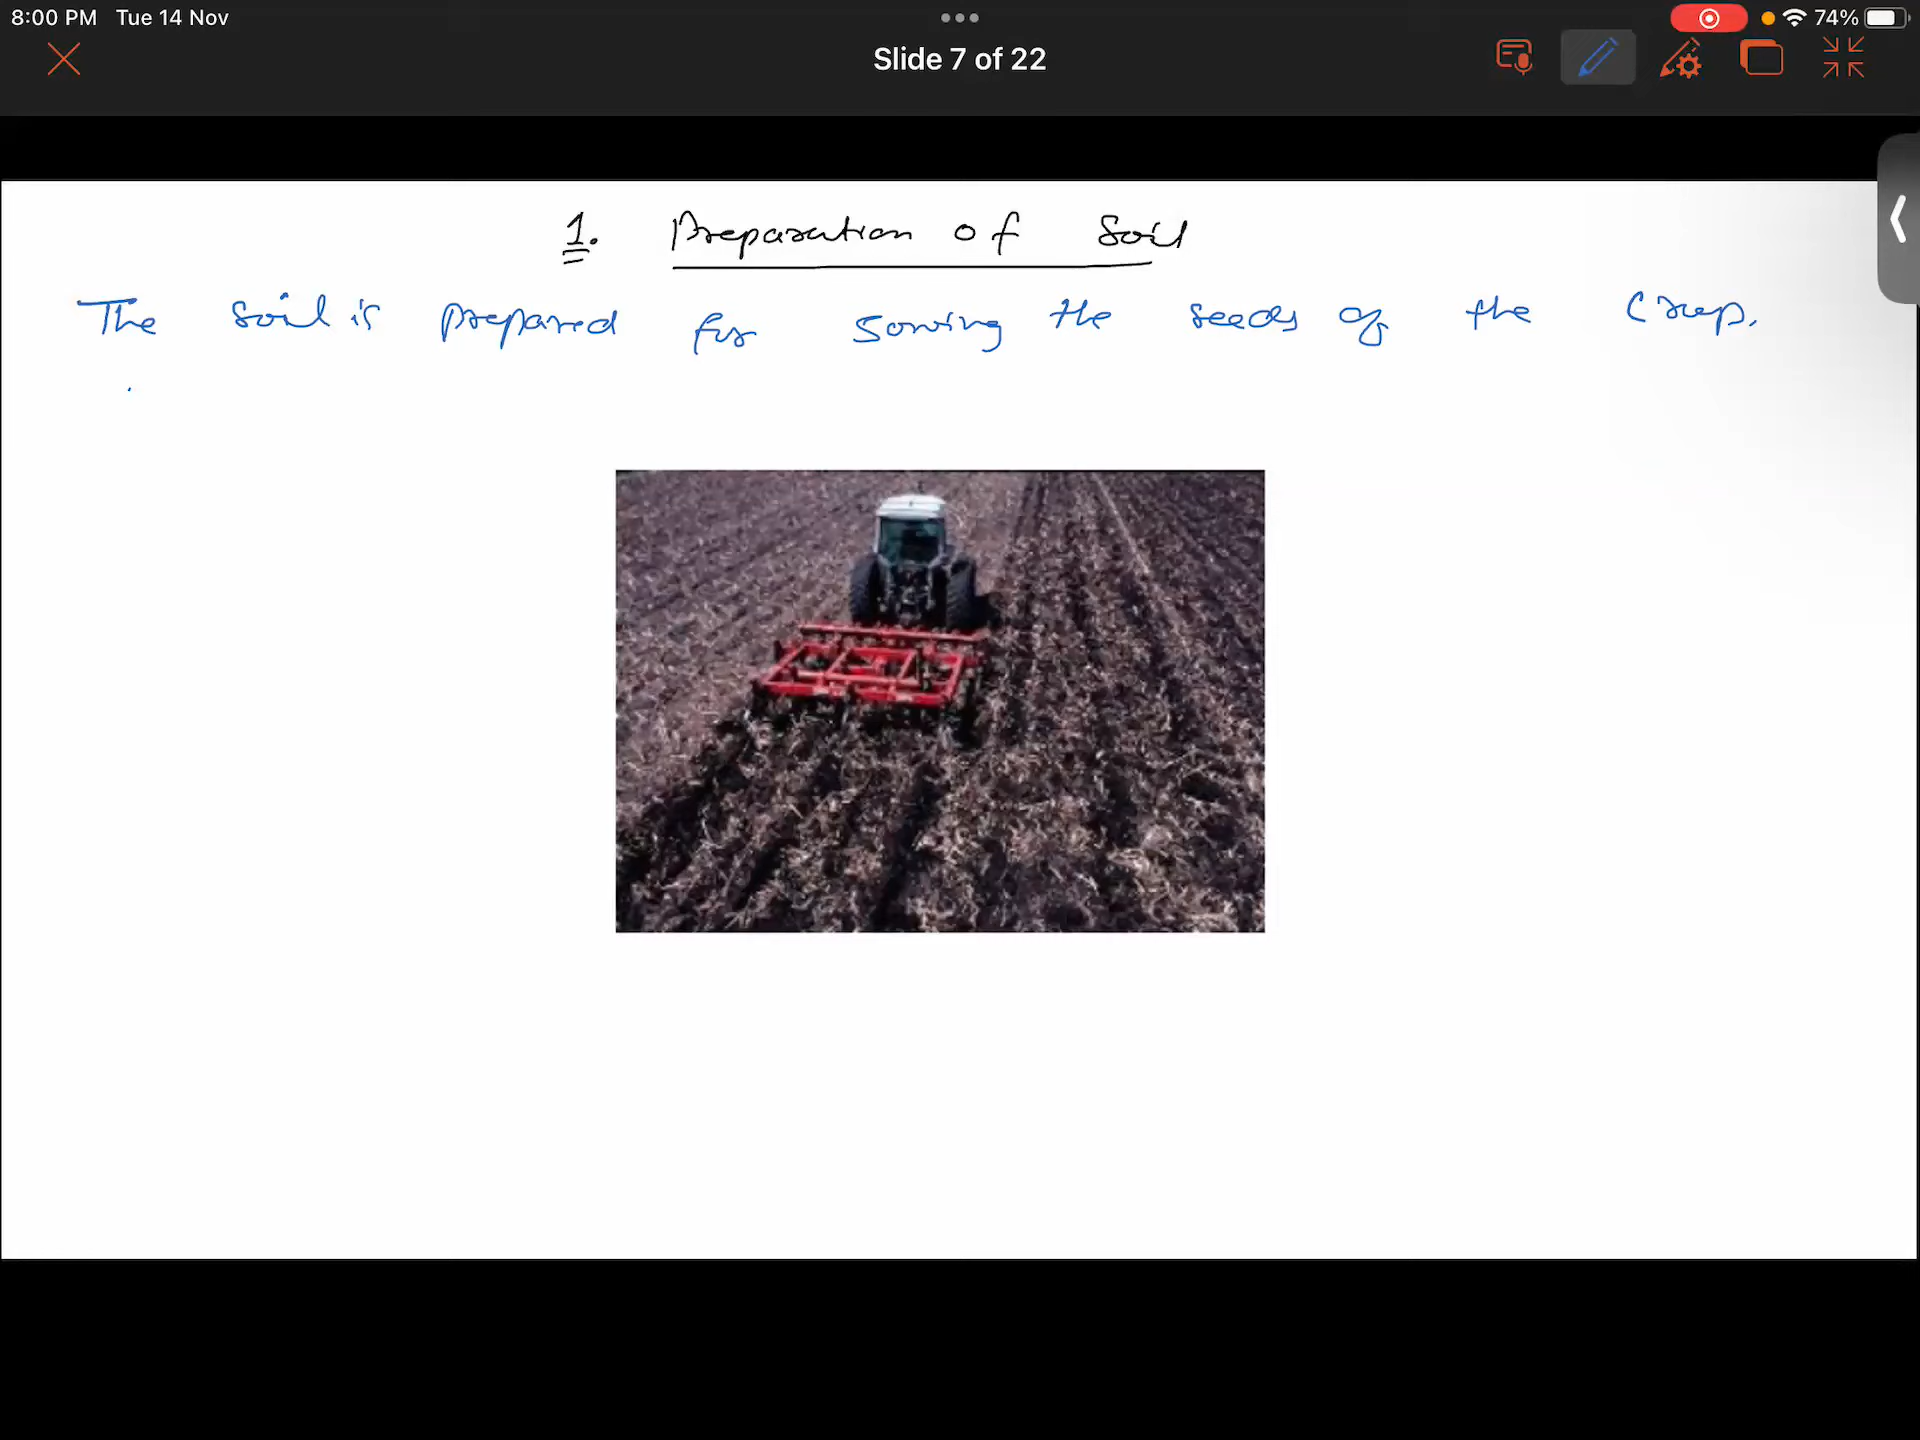 8:00 PM Tue 14 Nov
74%
Slide 7 of 22
1. Preparation of Soil
The soil is prepared for sowing the seeds of the crop.